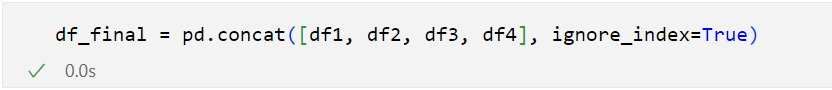 df_final = pd.concat([df1, df2, df3, df4], ignore_index=True)
0.0s